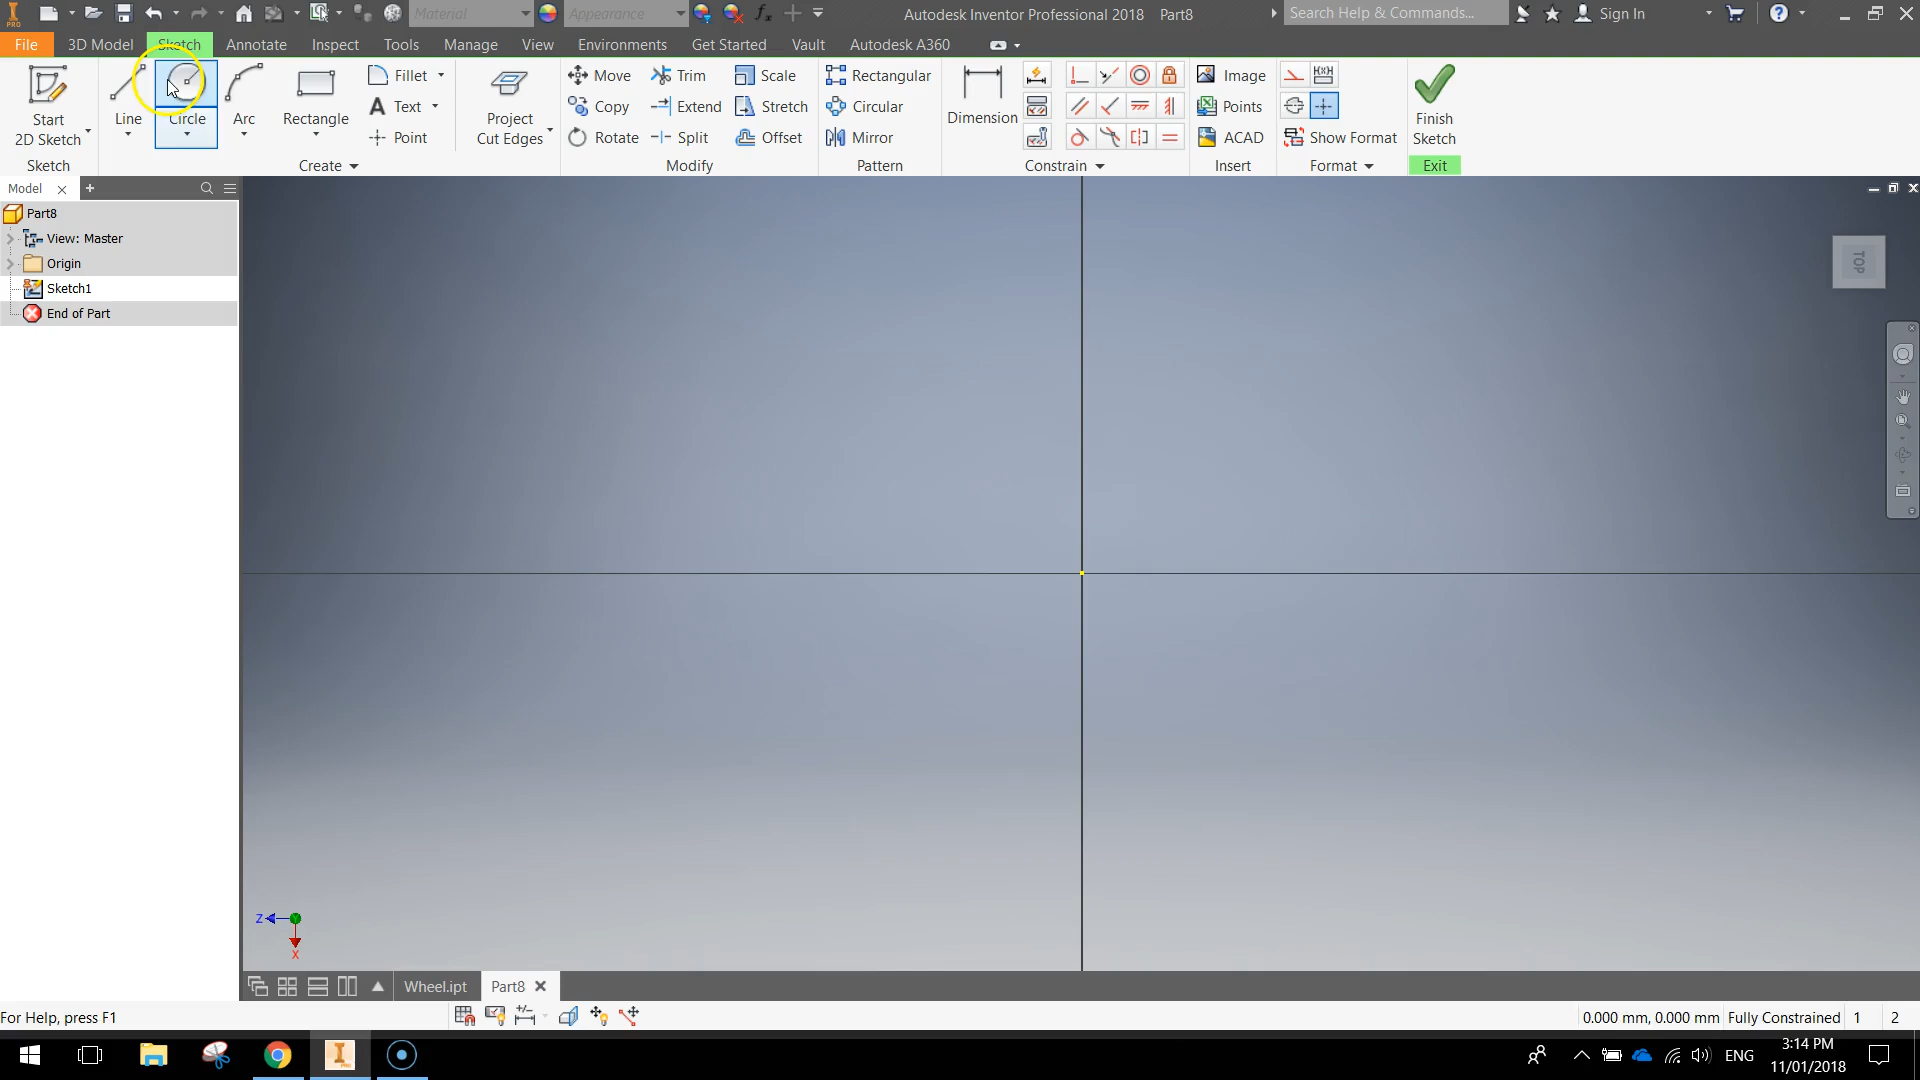 PRO
Material
Appearance
Autodesk Inventor Professional 2018 Part8
Search Help & Commands...
Sign In
File 3D Model Sketch Annotate Inspect Tools Manage View Environments Get Started Vault Autodesk A360
Start
2D Sketch
Line
Circle
Arc
Rectangle
Fillet
Text
Point
Project
Cut Edges
Move
Copy
Rotate
Trim
Extend
Split
Scale
Stretch
Offset
Rectangular
Circular
Mirror
Dimension
Image
Points
ACAD
Show Format
Finish
Sketch
Sketch Create Modify Pattern Constrain Insert Format Exit
Model
Part8
View: Master
Origin
Sketch1
End of Part
TOP
Z
X
Wheel.ipt Part8
For Help, press F1
0.000 mm, 0.000 mm Fully Constrained 1 2
ENG
3:14 PM
11/01/2018